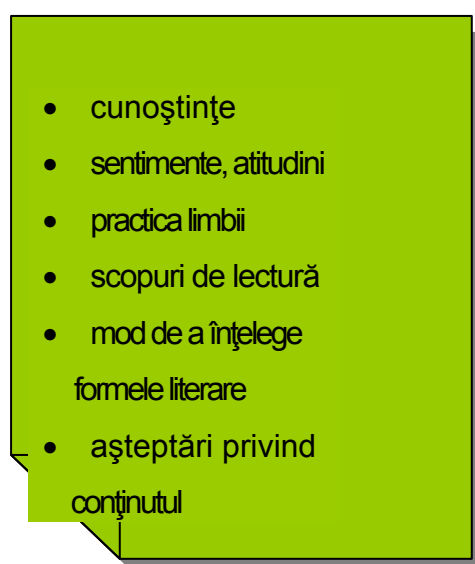 • cunoştinţe
• sentimente, atitudini
• practica limbii
• scopuri de lectură
• mod de a înţelege
formele literare
• aşteptări privind
conţinutul